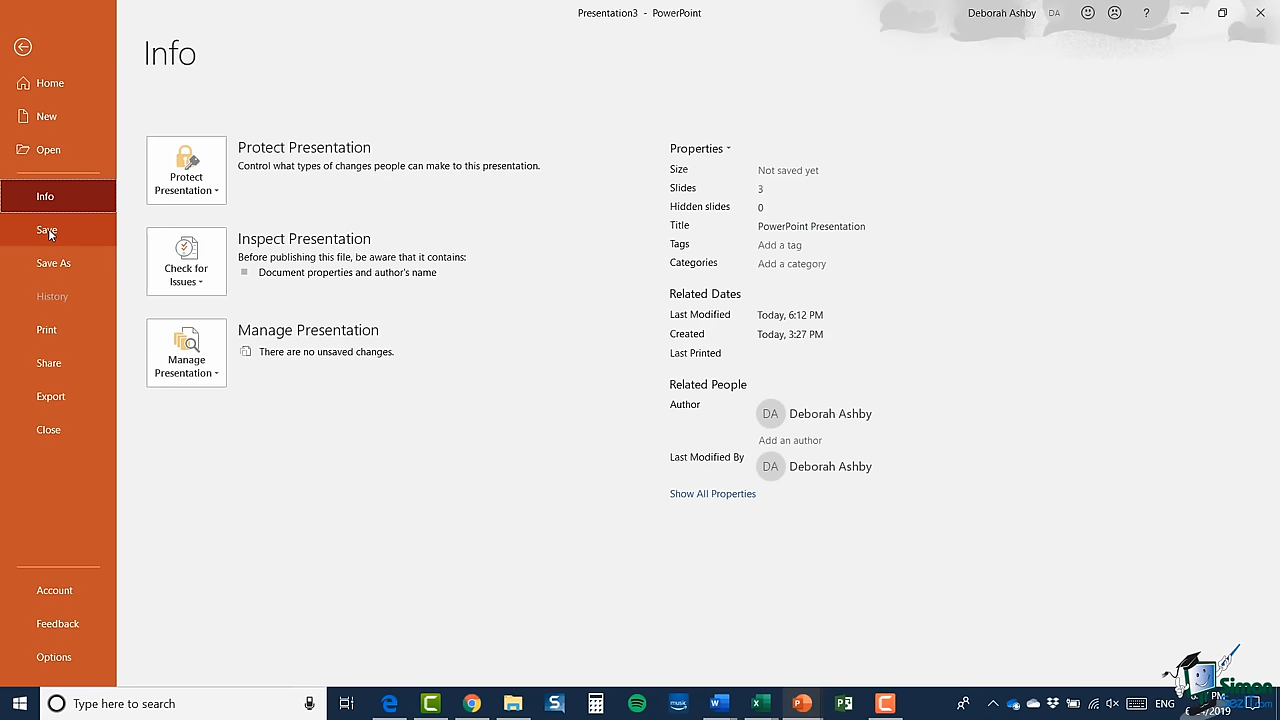 Presentation3 - PowerPoint
Deborah Ashby DA
Info
Home
New
Open
Info
Save
Save As
History
Print
Share
Export
Close
Account
Feedback
Options
Protect Presentation
Protect Presentation
Control what types of changes people can make to this presentation.
Check for Issues
Inspect Presentation
Before publishing this file, be aware that it contains:
Document properties and author's name
Manage Presentation
Manage Presentation
There are no unsaved changes.
Properties
Size Not saved yet
Slides 3
Hidden slides 0
Title PowerPoint Presentation
Tags Add a tag
Categories Add a category
Related Dates
Last Modified Today, 6:12 PM
Created Today, 3:27 PM
Last Printed
Related People
Author DA Deborah Ashby
Add an author
Last Modified By DA Deborah Ashby
Show All Properties
Type here to search
music
ENG